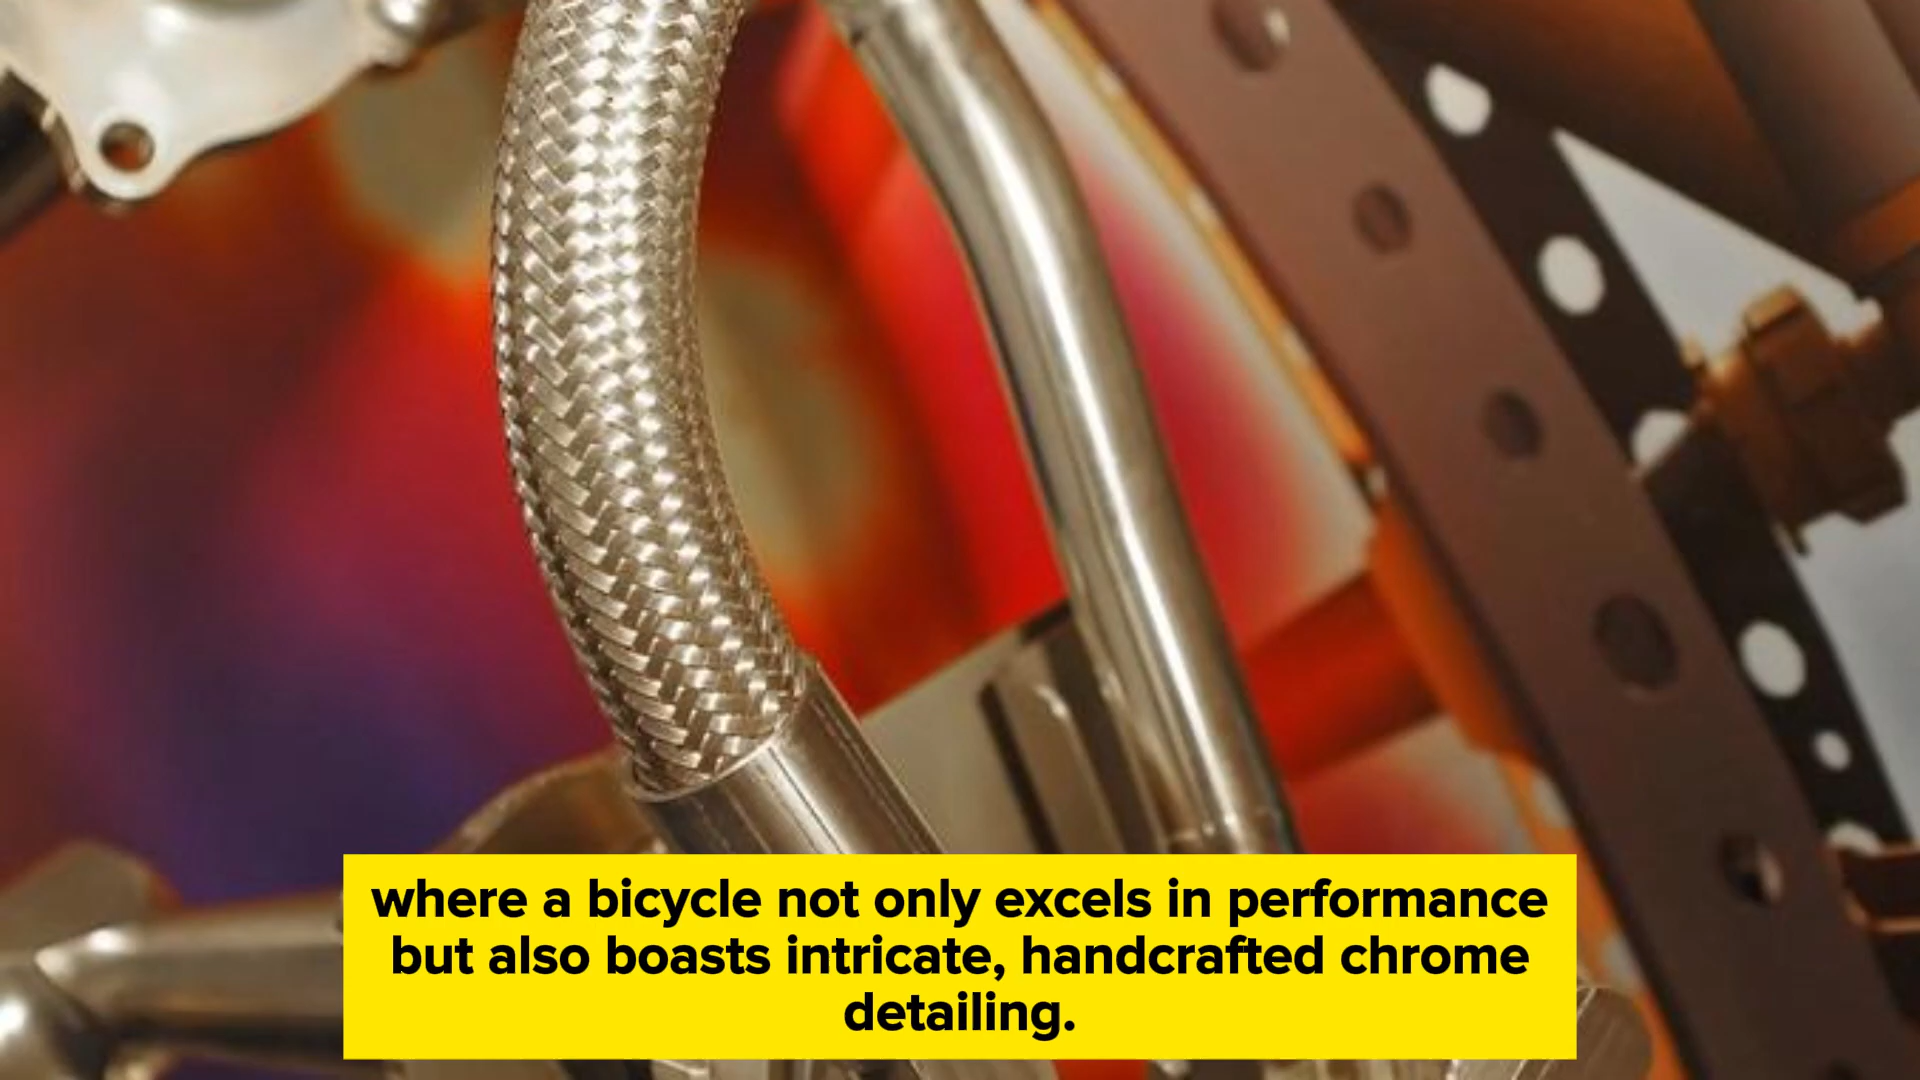 where a bicycle not only excels in performance
but also boasts intricate, handcrafted chrome
detailing.